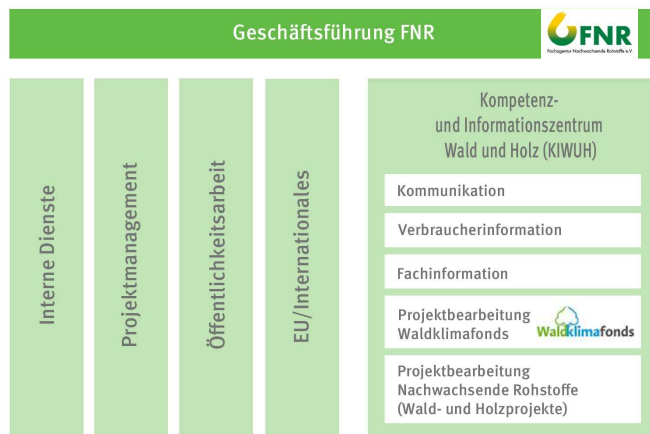 Geschäftsführung FNR
FNR
Fachagentur Nachwachsende Rohstoffe e.V.
Interne Dienste
Projektmanagement
Öffentlichkeitsarbeit
EU/Internationales
Kompetenz-
und Informationszentrum
Wald und Holz (KIWUH)
Kommunikation
Verbraucherinformation
Fachinformation
Projektbearbeitung
Waldklimafonds
Waldklimafonds
Projektbearbeitung
Nachwachsende Rohstoffe
(Wald- und Holzprojekte)